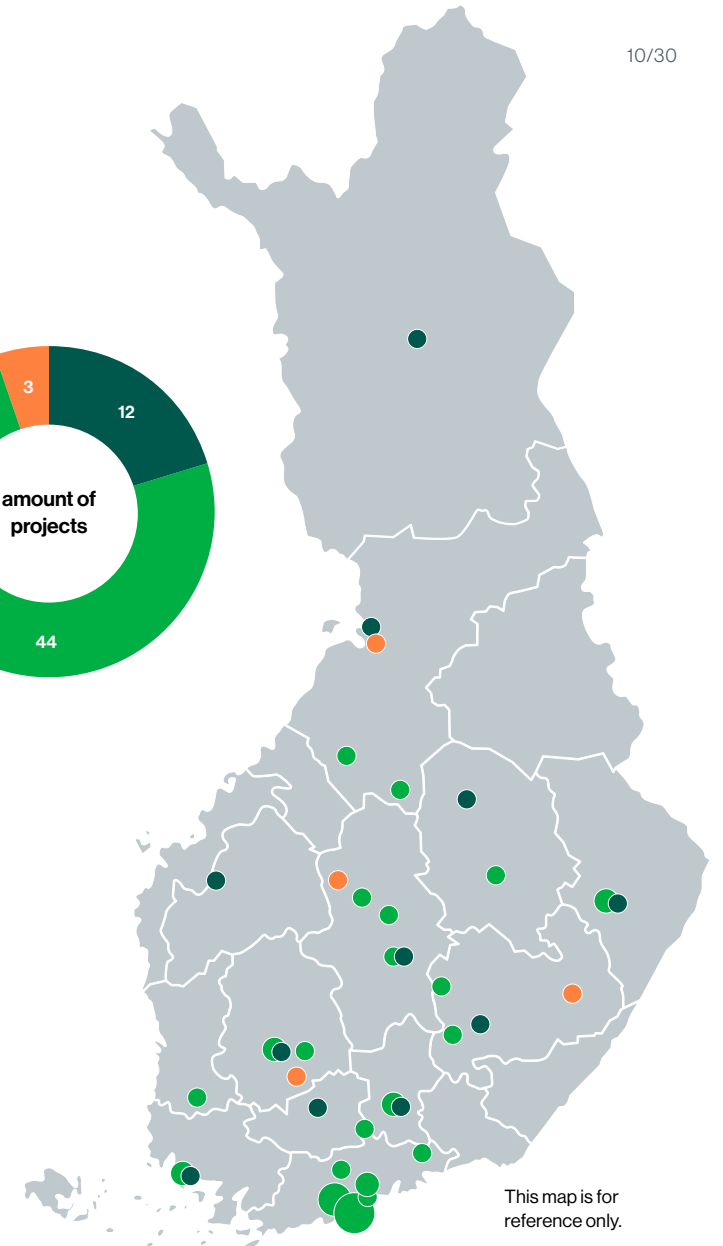 10/30
3
12
amount of
projects
44
This map is for
reference only.